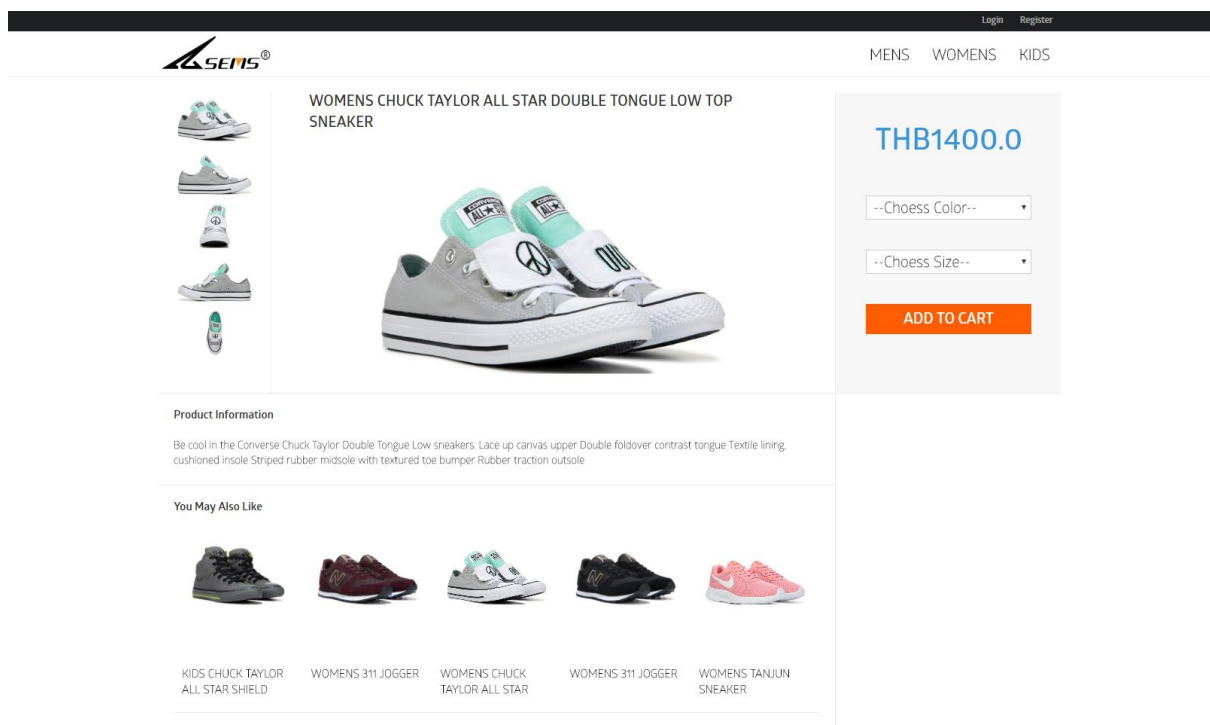 Login Register
SEMS®
MENS WOMENS KIDS
WOMENS CHUCK TAYLOR ALL STAR DOUBLE TONGUE LOW TOP
SNEAKER
CONVERSE
ALL ★
OUT
THB1400.0
--Choess Color--
--Choess Size--
ADD TO CART
Product Information
Be cool in the Converse Chuck Taylor Double Tongue Low sneakers. Lace up canvas upper Double foldover contrast tongue Textile lining,
cushioned insole Striped rubber midsole with textured toe bumper Rubber traction outsole
You May Also Like
KIDS CHUCK TAYLOR
ALL STAR SHIELD
WOMENS 311 JOGGER
WOMENS CHUCK
TAYLOR ALL STAR
WOMENS 311 JOGGER
WOMENS TANJUN
SNEAKER